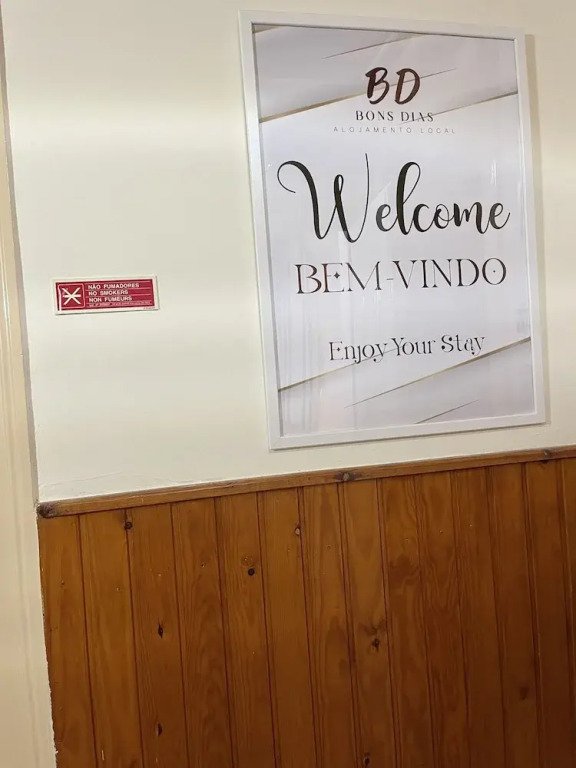 BD
BONS DIAS
ALOJAMENTO LOCAL
Welcome
BEM-VINDO
Enjoy Your Stay
NÃO FUMADORES
NO SMOKERS
NON FUMEURS